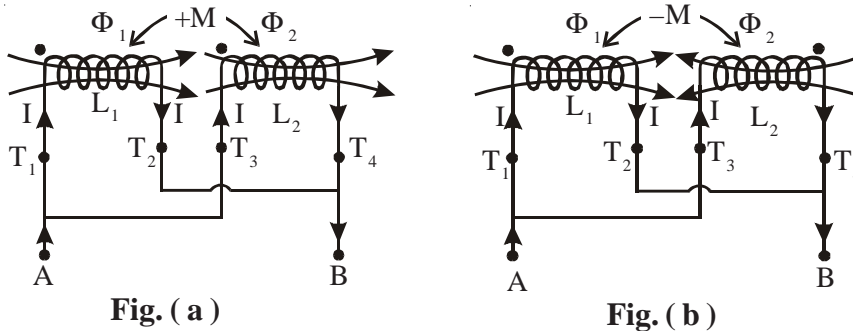 Φ₁ +M Φ₂
I L₁ I I L₂
T₁ T₂ T₃ T₄
A B
Fig. ( a )
Φ₁ −M Φ₂
I L₁ I I L₂
T₁ T₂ T₃ T
A B
Fig. ( b )